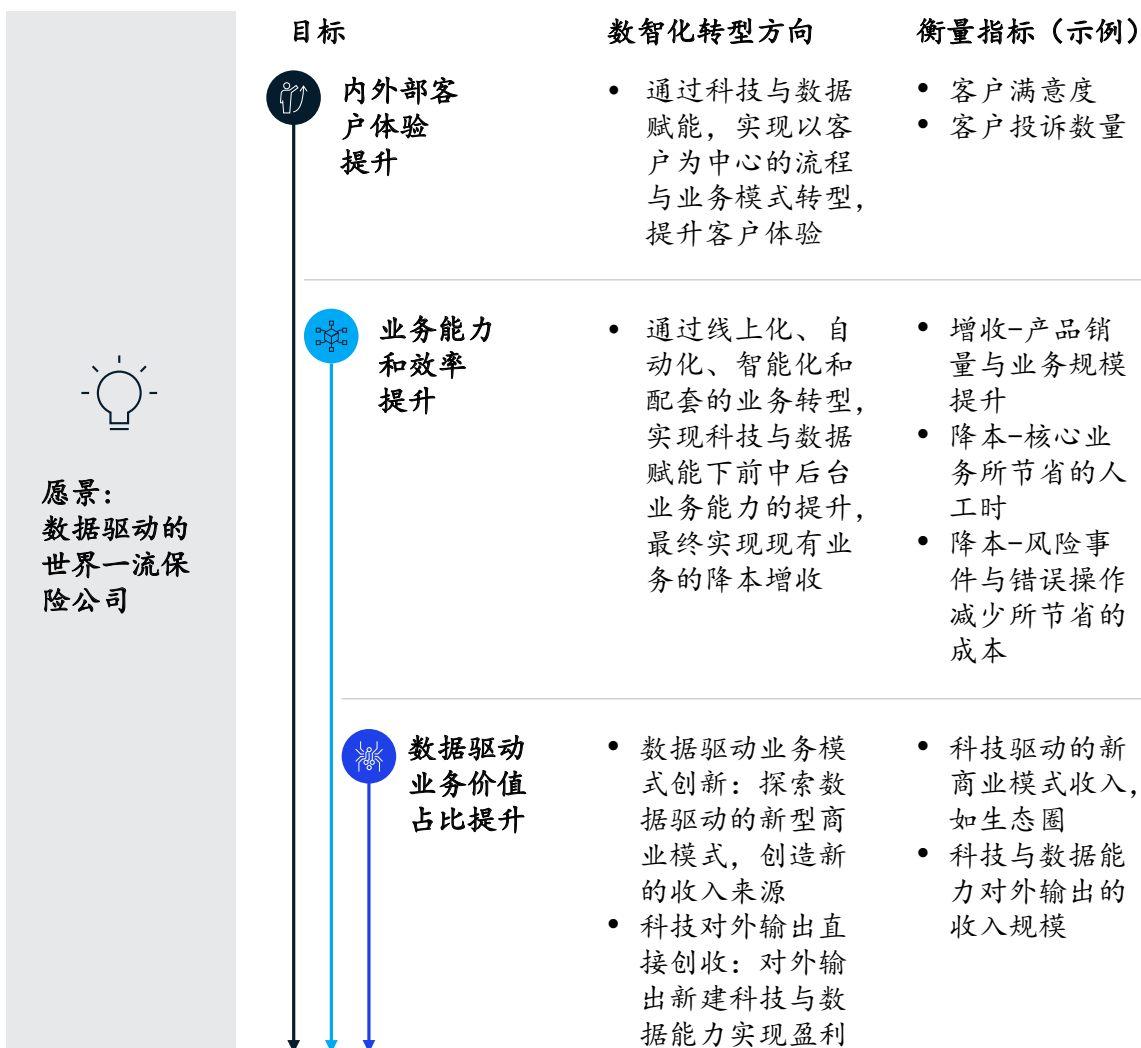 目标
数智化转型方向
衡量指标（示例）
愿景：
数据驱动的
世界一流保
险公司
内外部客
户体验
提升
• 通过科技与数据
赋能，实现以客
户为中心的流程
与业务模式转型，
提升客户体验
• 客户满意度
• 客户投诉数量
业务能力
和效率
提升
• 通过线上化、自
动化、智能化和
配套的业务转型，
实现科技与数据
赋能下前中后台
业务能力的提升，
最终实现现有业
务的降本增收
• 增收-产品销
量与业务规模
提升
• 降本-核心业
务所节省的人
工时
• 降本-风险事
件与错误操作
减少所节省的
成本
数据驱动
业务价值
占比提升
• 数据驱动业务模
式创新：探索数
据驱动的新型商
业模式，创造新
的收入来源
• 科技对外输出直
接创收：对外输
出新建科技与数
据能力实现盈利
• 科技驱动的新
商业模式收入，
如生态圈
• 科技与数据能
力对外输出的
收入规模